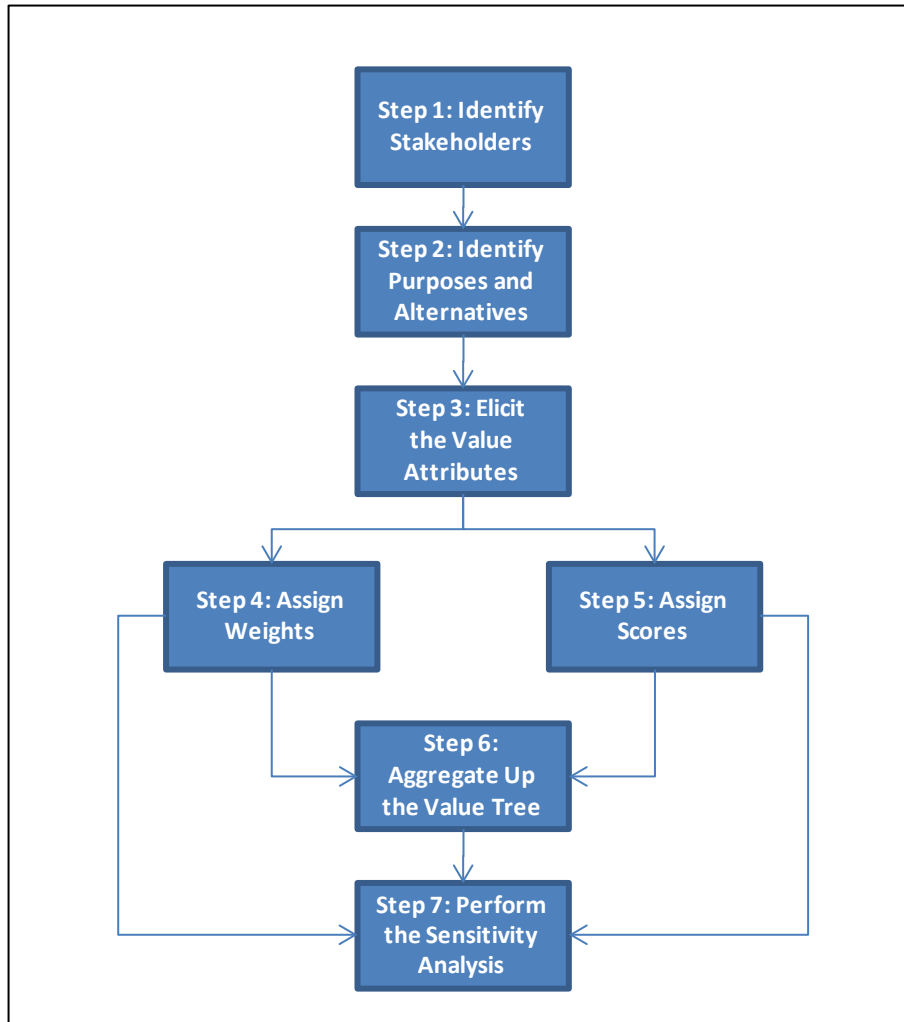 Step 1: Identify
Stakeholders
Step 2: Identify
Purposes and
Alternatives
Step 3: Elicit
the Value
Attributes
Step 4: Assign
Weights
Step 5: Assign
Scores
Step 6:
Aggregate Up
the Value Tree
Step 7: Perform
the Sensitivity
Analysis